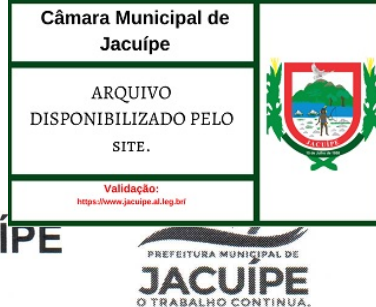 Câmara Municipal de
Jacuípe
ARQUIVO
DISPONIBILIZADO PELO
SITE.
Validação:
https://www.jacuipe.al.leg.br/
JACUÍPE
ÍPE
PREFEITURA MUNICIPAL DE
JACUÍPE
O TRABALHO CONTINUA.